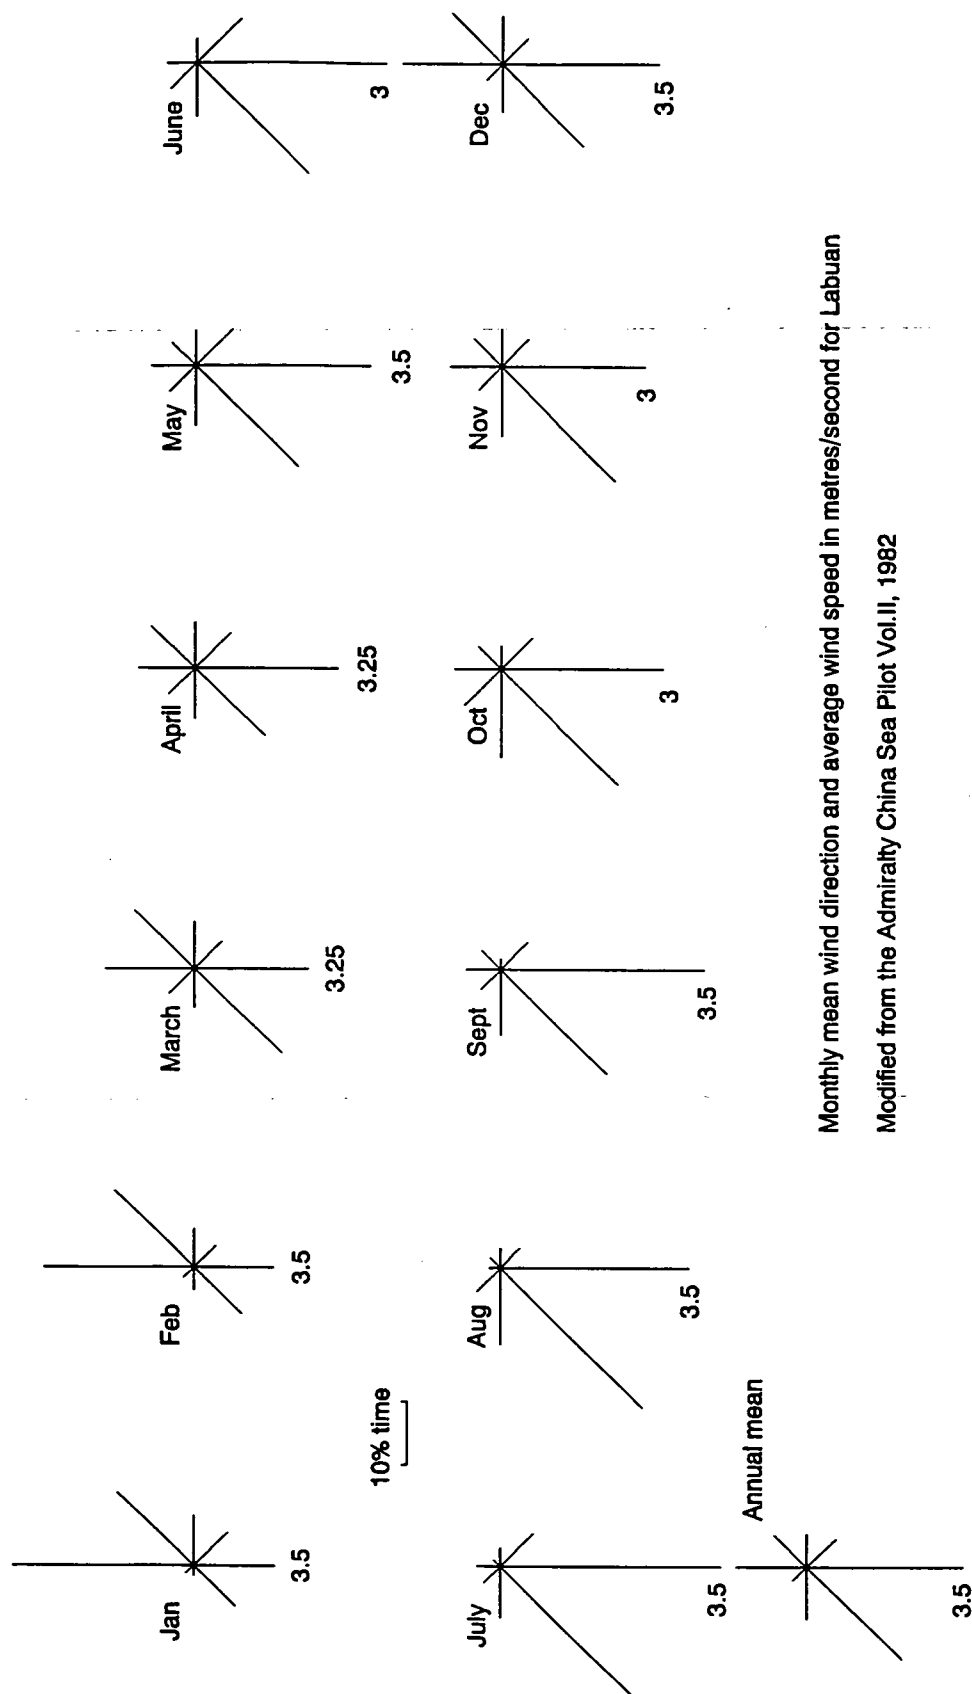 Jan
3.5
Feb
3.5
March
3.25
April
3.25
May
3.5
June
3
10% time
July
3.5
Aug
3.5
Sept
3.5
Oct
3
Nov
3
Dec
3.5
Annual mean
3.5
Monthly mean wind direction and average wind speed in metres/second for Labuan
Modified from the Admiralty China Sea Pilot Vol.II, 1982